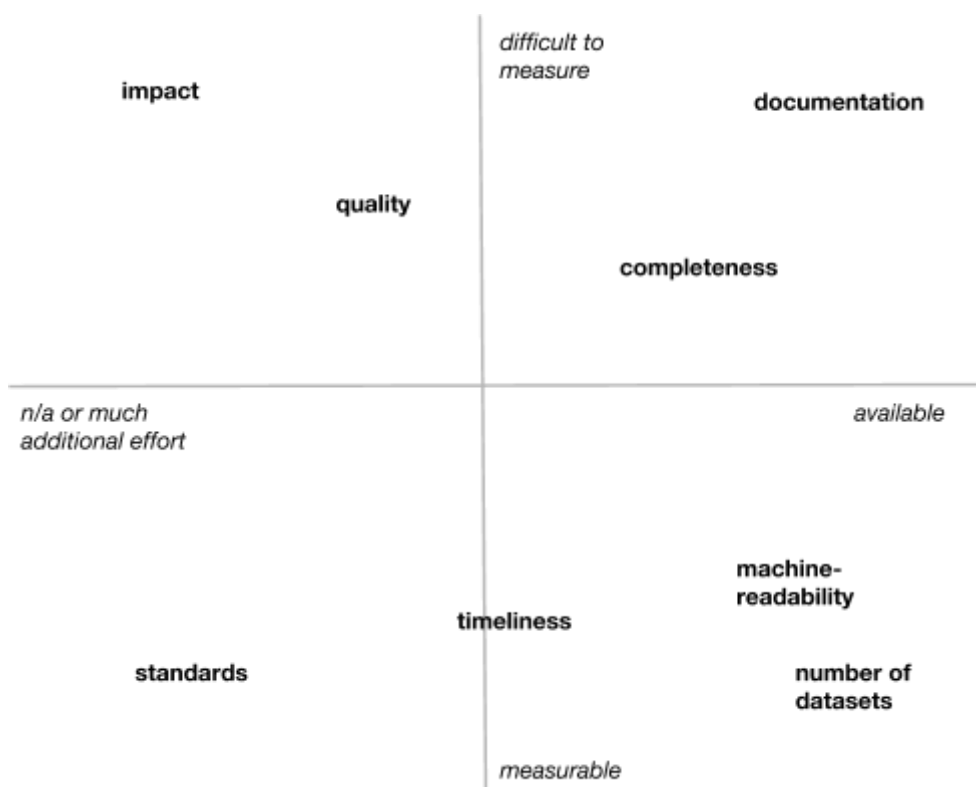 difficult to
measure
impact
documentation
quality
completeness
n/a or much
additional effort
available
machine-
readability
timeliness
standards
number of
datasets
measurable